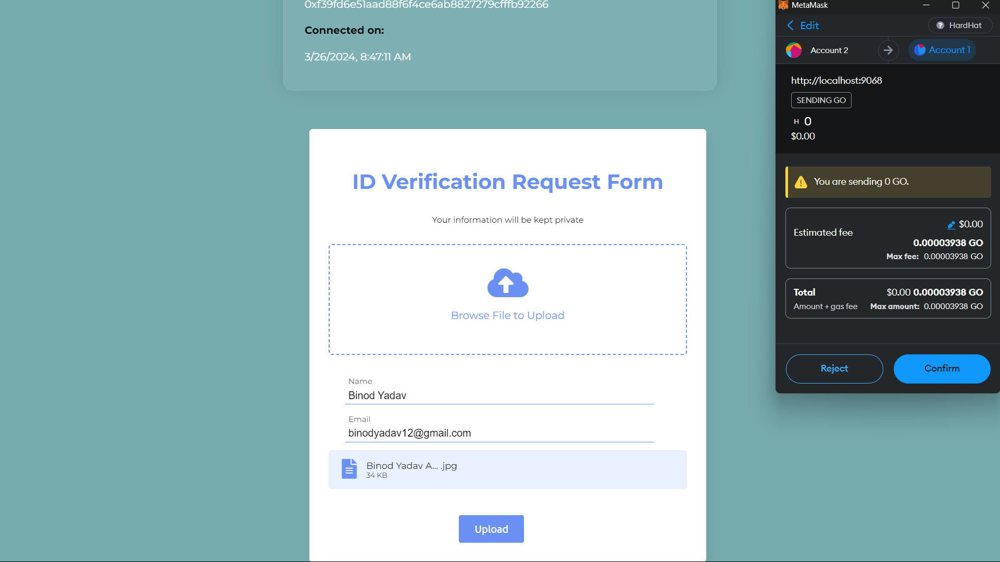 0xf39fd6e51aad88f6f4ce6ab8827279cfffb92266
Connected on:
3/26/2024, 8:47:11 AM
ID Verification Request Form
Your information will be kept private
Browse File to Upload
Name
Binod Yadav
Email
binodyadav12@gmail.com
Binod Yadav A... .jpg
34 KB
Upload
MetaMask
Edit
HardHat
Account 2
Account 1
http://localhost:9068
SENDING GO
H 0
$0.00
You are sending 0 GO.
Estimated fee
$0.00
0.00003938 GO
Max fee: 0.00003938 GO
Total $0.00 0.00003938 GO
Amount + gas fee Max amount: 0.00003938 GO
Reject
Confirm